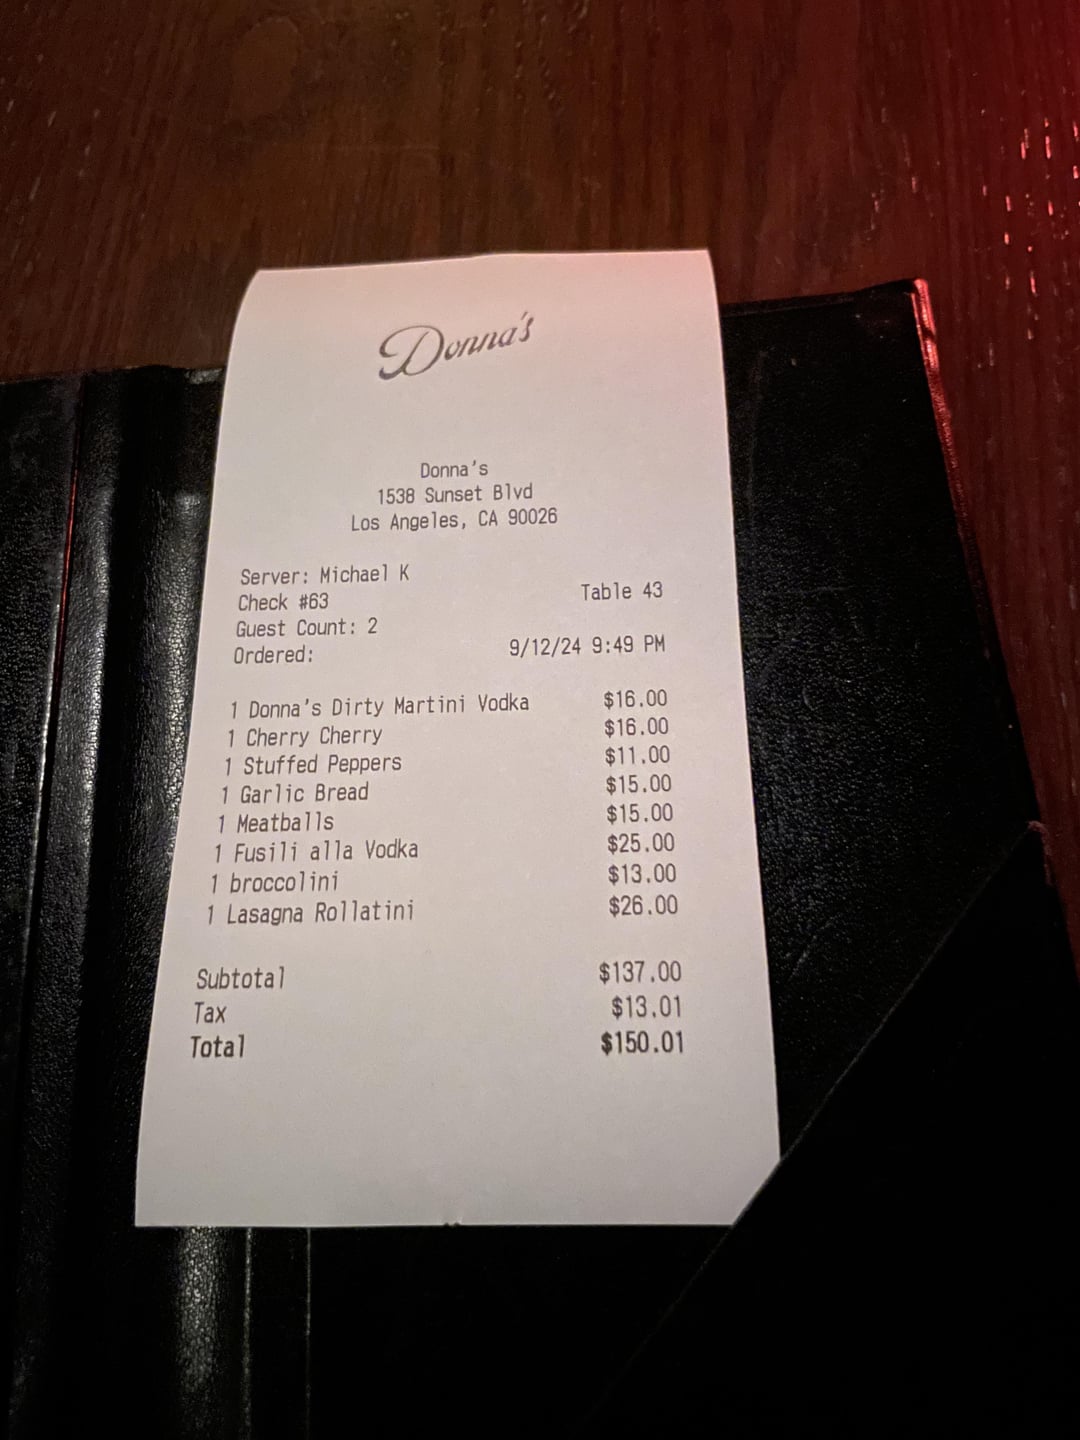 Donna's
Donna's
1538 Sunset Blvd
Los Angeles, CA 90026
Server: Michael K
Check #63 Table 43
Guest Count: 2
Ordered: 9/12/24 9:49 PM
1 Donna's Dirty Martini Vodka $16.00
1 Cherry Cherry $16.00
1 Stuffed Peppers $11.00
1 Garlic Bread $15.00
1 Meatballs $15.00
1 Fusili alla Vodka $25.00
1 broccolini $13.00
1 Lasagna Rollatini $26.00
Subtotal $137.00
Tax $13.01
Total $150.01